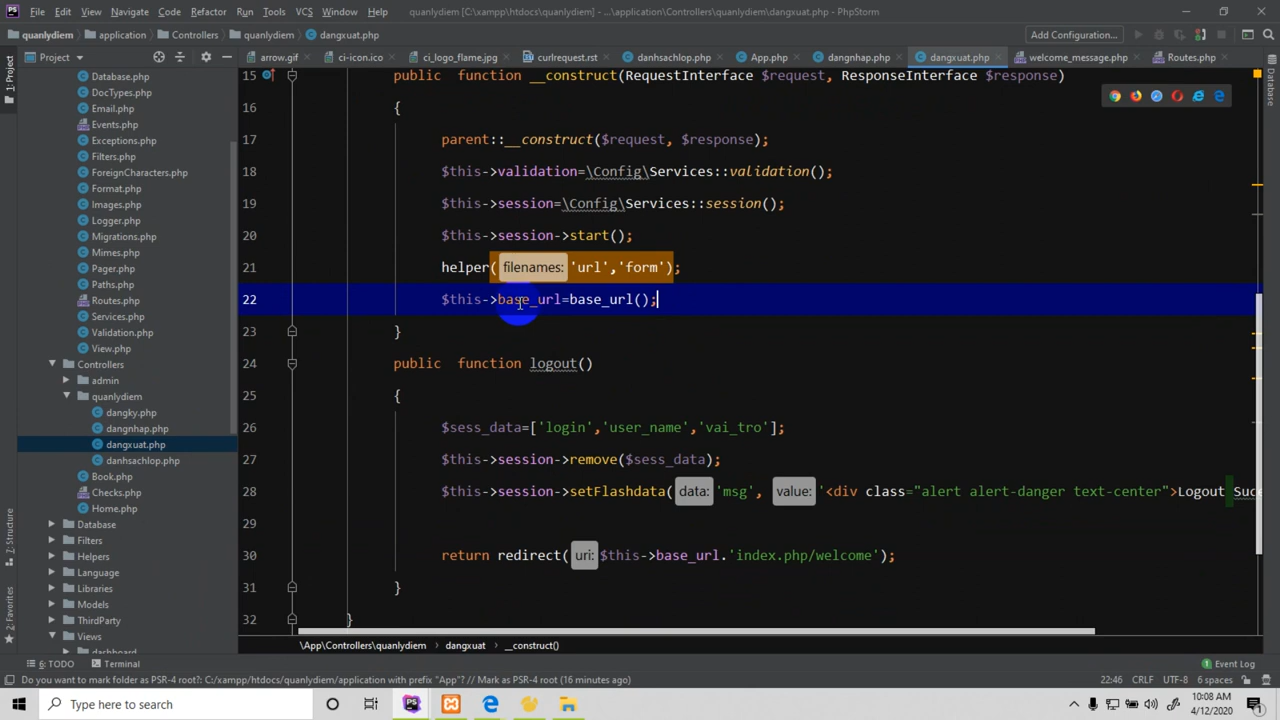 File Edit View Navigate Code Refactor Run Tools VCS Window Help quanlydiem [C:\xampp\htdocs\quanlydiem] - ...\application\Controllers\quanlydiem\dangxuat.php - PhpStorm
quanlydiem application Controllers quanlydiem dangxuat.php Add Configuration...
Project arrow.gif ci-icon.ico ci_logo_flame.jpg curlrequest.rst danhsachlop.php App.php dangnhap.php dangxuat.php welcome_message.php Routes.php
1: Project
Database
Database.php
DocTypes.php
Email.php
Events.php
Exceptions.php
Filters.php
ForeignCharacters.php
Format.php
Images.php
Logger.php
Migrations.php
Mimes.php
Pager.php
Paths.php
Routes.php
Services.php
Validation.php
View.php
Controllers
admin
quanlydiem
dangky.php
dangnhap.php
dangxuat.php
danhsachlop.php
Book.php
Checks.php
Home.php
Database
Filters
Helpers
Language
Libraries
Models
ThirdParty
Views
dashboard
7: Structure
2: Favorites
15 public function __construct(RequestInterface $request, ResponseInterface $response)
16 {
17 parent::__construct($request, $response);
18 $this->validation=\Config\Services::validation();
19 $this->session=\Config\Services::session();
20 $this->session->start();
21 helper( filenames: 'url','form');
22 $this->base_url=base_url();
23 }
24 public function logout()
25 {
26 $sess_data=['login','user_name','vai_tro'];
27 $this->session->remove($sess_data);
28 $this->session->setFlashdata( data: 'msg', value: '<div class="alert alert-danger text-center">Logout Suce
29
30 return redirect( uri: $this->base_url.'index.php/welcome');
31 }
32 }
\App\Controllers\quanlydiem dangxuat __construct()
6: TODO Terminal 1 Event Log
Do you want to mark folder as PSR-4 root?: C:/xampp/htdocs/quanlydiem/application with prefix "App"? // Mark as PSR-4 root (16 minutes ago) 22:46 CRLF UTF-8 6 spaces
Type here to search
10:08 AM
4/12/2020